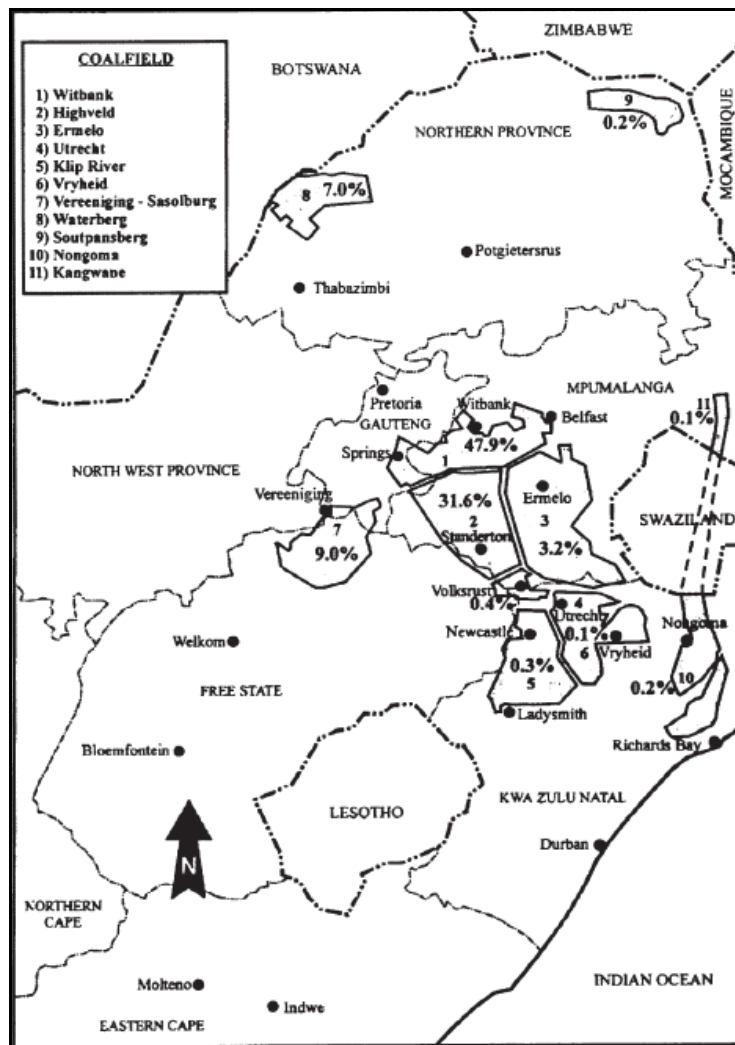 ZIMBABWE
COALFIELD
1) Witbank
2) Highveld
3) Ermelo
4) Utrecht
5) Klip River
6) Vryheid
7) Vereeniging - Sasolburg
8) Waterberg
9) Soutpansberg
10) Nongoma
11) Kangwane
BOTSWANA
MOCAMBIQUE
9
0.2%
NORTHERN PROVINCE
8
7.0%
Potgietersrus
Thabazimbi
Pretoria
GAUTENG
MPUMALANGA
Witbank
Belfast
11
0.1%
47.9%
1
Springs
NORTH WEST PROVINCE
Vereeniging
31.6%
2
Standerton
Ermelo
3
3.2%
SWAZILAND
7
9.0%
Volksrust
0.4%
4
Utrecht
0.1%
6
Vryheid
Nongoma
Newcastle
0.3%
5
Welkom
0.2%
10
FREE STATE
Ladysmith
Richards Bay
Bloemfontein
LESOTHO
KWA ZULU NATAL
Durban
N
NORTHERN
CAPE
INDIAN OCEAN
Molteno
Indwe
EASTERN CAPE